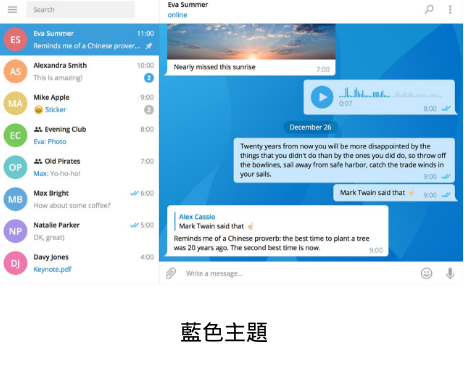 Search
Eva Summer
11:00
Reminds me of a Chinese prover...
ES
Alexandra Smith
10:00
This is amazing!
2
AS
Mike Apple
9:00
Sticker
2
MA
Evening Club
8:00
Eva: Photo
EC
Old Pirates
7:00
Max: Yo-ho-ho!
OP
Max Bright
6:00
How about some coffee?
MB
Natalie Parker
5:00
OK, great)
NP
Davy Jones
4:00
Keynote.pdf
DJ
Eva Summer
online
Nearly missed this sunrise
7:00
0:07
8:00
December 26
Twenty years from now you will be more disappointed by the
things that you didn't do than by the ones you did do, so throw off
the bowlines, sail away from safe harbor, catch the trade winds in
your sails.
9:00
Mark Twain said that ☝
9:00
Alex Cassio
Mark Twain said that ☝
Reminds me of a Chinese proverb: the best time to plant a tree
was 20 years ago. The second best time is now.
9:00
Write a message...
藍色主題